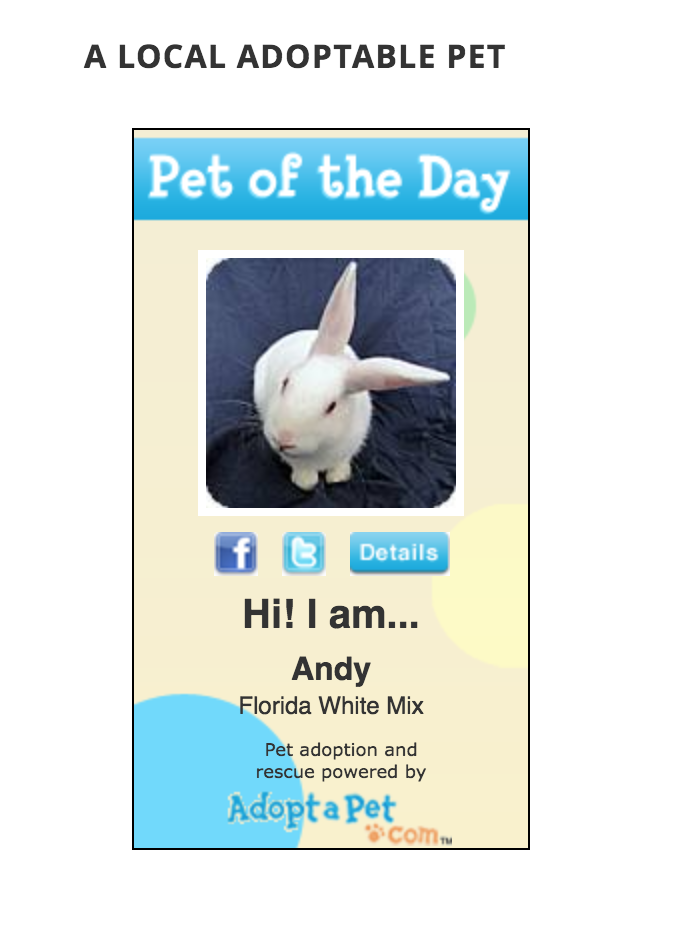 A LOCAL ADOPTABLE PET
Pet of the Day
f t Details
Hi! I am...
Andy
Florida White Mix
Pet adoption and
rescue powered by
Adopt a Pet
com™